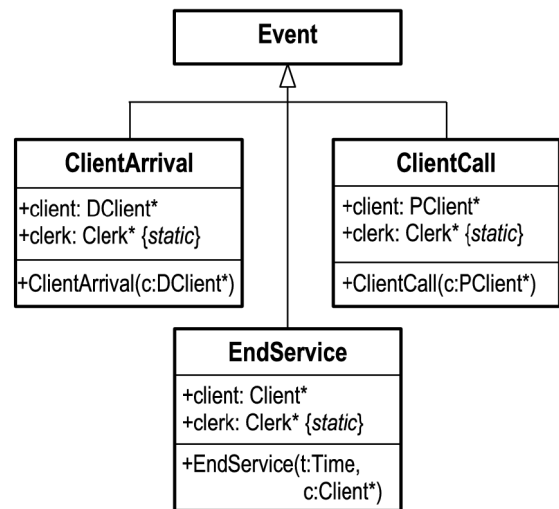 Event
ClientArrival
+client: DClient*
+clerk: Clerk* {static}
+ClientArrival(c:DClient*)
ClientCall
+client: PClient*
+clerk: Clerk* {static}
+ClientCall(c:PClient*)
EndService
+client: Client*
+clerk: Clerk* {static}
+EndService(t:Time,
c:Client*)